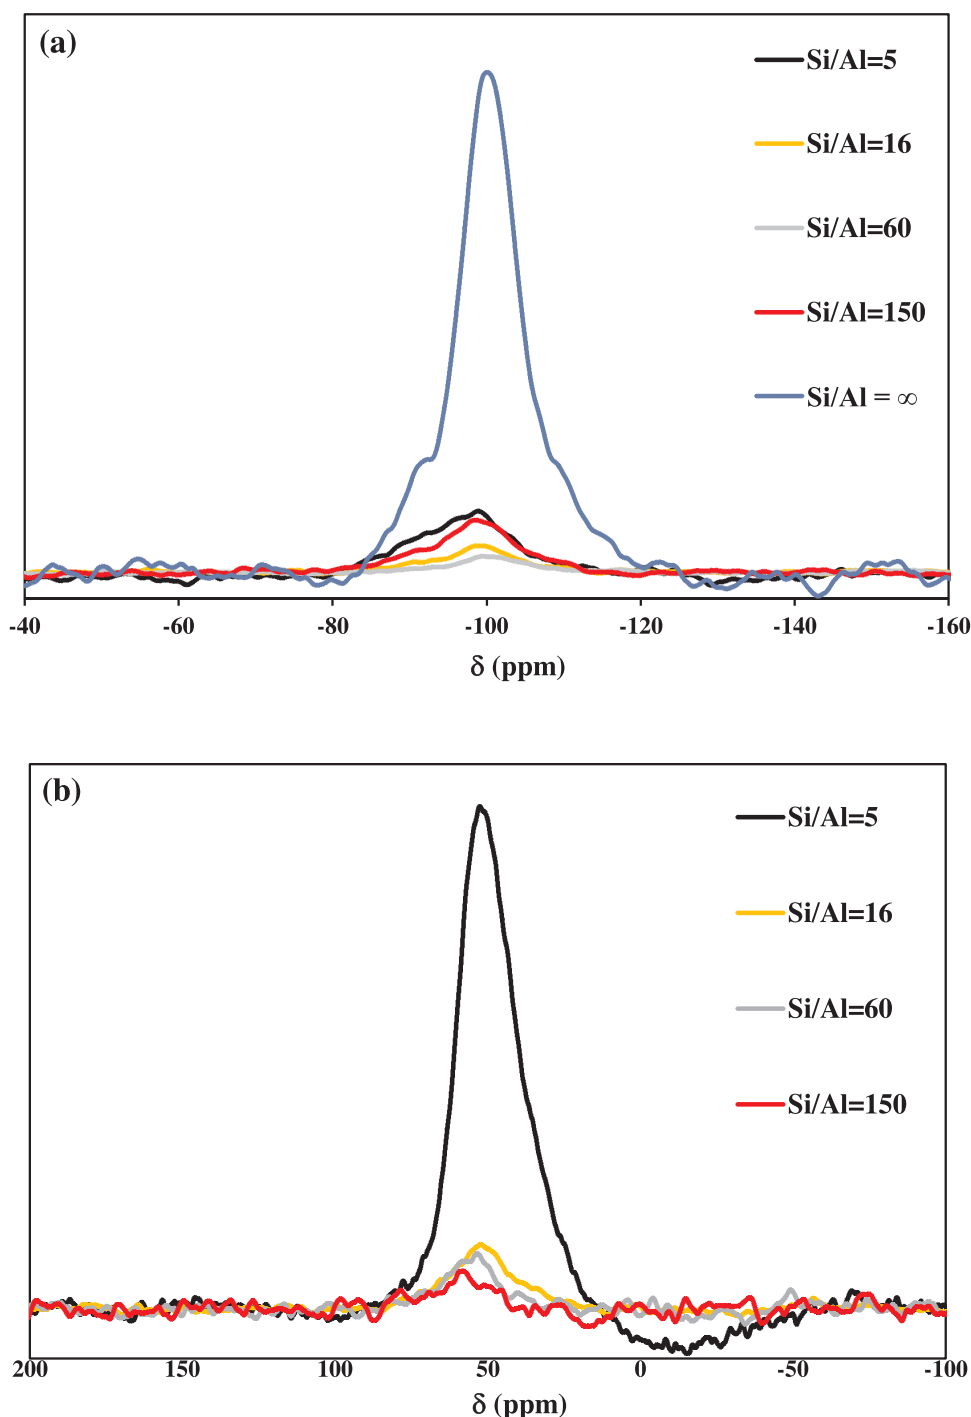 (a)
Si/Al=5
Si/Al=16
Si/Al=60
Si/Al=150
Si/Al = ∞
-40 -60 -80 -100 -120 -140 -160
δ (ppm)
(b)
Si/Al=5
Si/Al=16
Si/Al=60
Si/Al=150
200 150 100 50 0 -50 -100
δ (ppm)